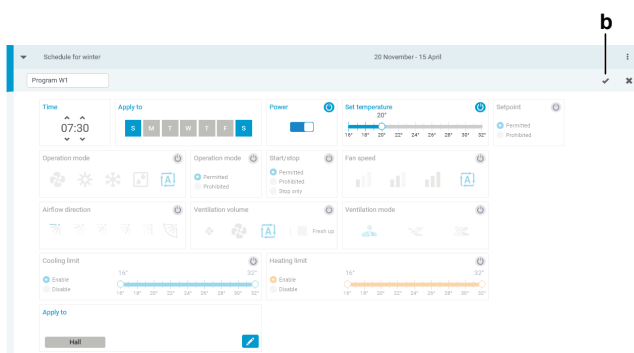 b
Schedule for winter 20 November - 15 April
Program W1
Time Apply to Power Set temperature Setpoint
20°
07:30 S M T W T F S Permitted
16° 18° 20° 22° 24° 26° 28° 30° 32° Prohibited
Operation mode Operation mode Start/stop Fan speed
Permitted Permitted
Prohibited Prohibited
Stop only
A A
Airflow direction Ventilation volume Ventilation mode
A Fresh up
Cooling limit Heating limit
16° 32° 16° 32°
Enable Enable
Disable 16° 18° 20° 22° 24° 26° 28° 30° 32° Disable 16° 18° 20° 22° 24° 26° 28° 30° 32°
Apply to
Hall